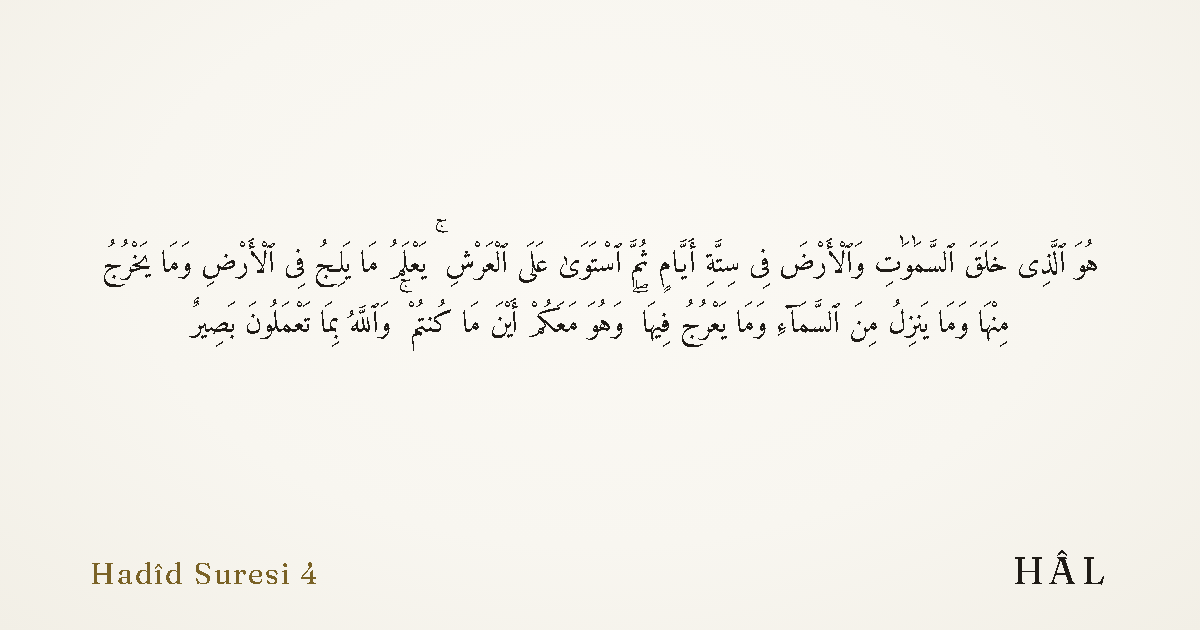 هُوَ ٱلَّذِى خَلَقَ ٱلسَّمَٰوَٰتِ وَٱلْأَرْضَ فِى سِتَّةِ أَيَّامٍ ثُمَّ ٱسْتَوَىٰ عَلَى ٱلْعَرْشِ ۚ يَعْلَمُ مَا يَلِجُ فِى ٱلْأَرْضِ وَمَا يَخْرُجُ
مِنْهَا وَمَا يَنزِلُ مِنَ ٱلسَّمَآءِ وَمَا يَعْرُجُ فِيهَا ۖ وَهُوَ مَعَكُمْ أَيْنَ مَا كُنتُمْ ۚ وَٱللَّهُ بِمَا تَعْمَلُونَ بَصِيرٌ
Hadîd Suresi 4
HÂL